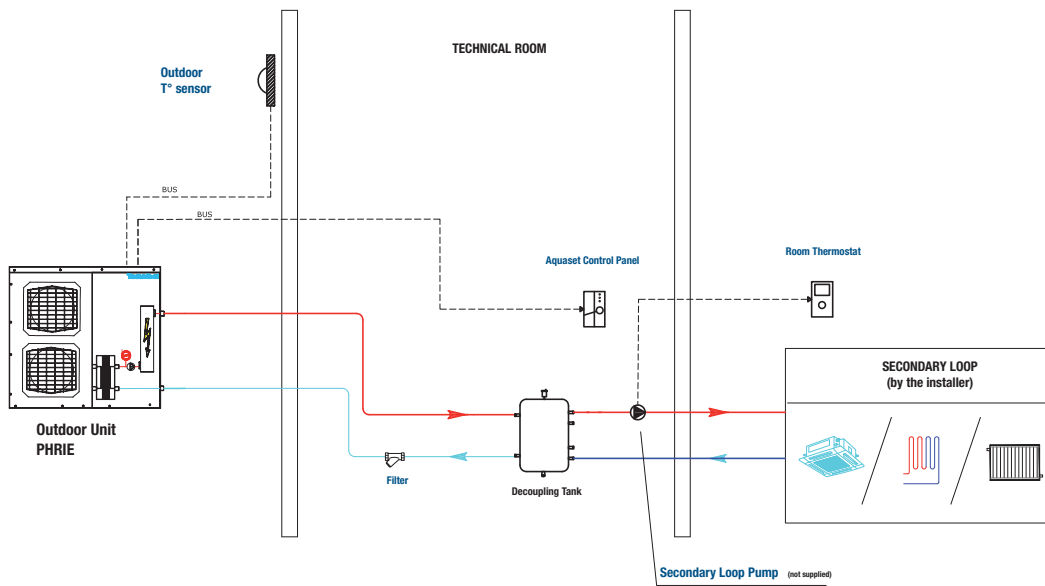 TECHNICAL ROOM
Outdoor
T° sensor
BUS
BUS
Aquaset Control Panel
Room Thermostat
SECONDARY LOOP
(by the installer)
Outdoor Unit
PHRIE
Filter
Decoupling Tank
Secondary Loop Pump (not supplied)